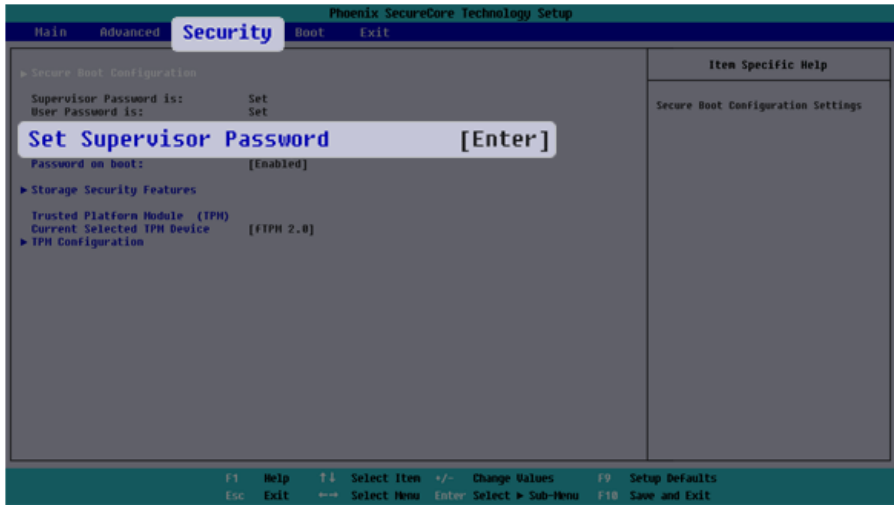 Phoenix SecureCore Technology Setup
Main Advanced Security Boot Exit
Item Specific Help
▶ Secure Boot Configuration
Secure Boot Configuration Settings
Supervisor Password is: Set
User Password is: Set
Set Supervisor Password [Enter]
Password on boot: [Enabled]
▶ Storage Security Features
Trusted Platform Module (TPM)
Current Selected TPM Device [fTPM 2.0]
▶ TPM Configuration
F1 Help ↑↓ Select Item +/- Change Values F9 Setup Defaults
Esc Exit ←→ Select Menu Enter Select ▶ Sub-Menu F10 Save and Exit